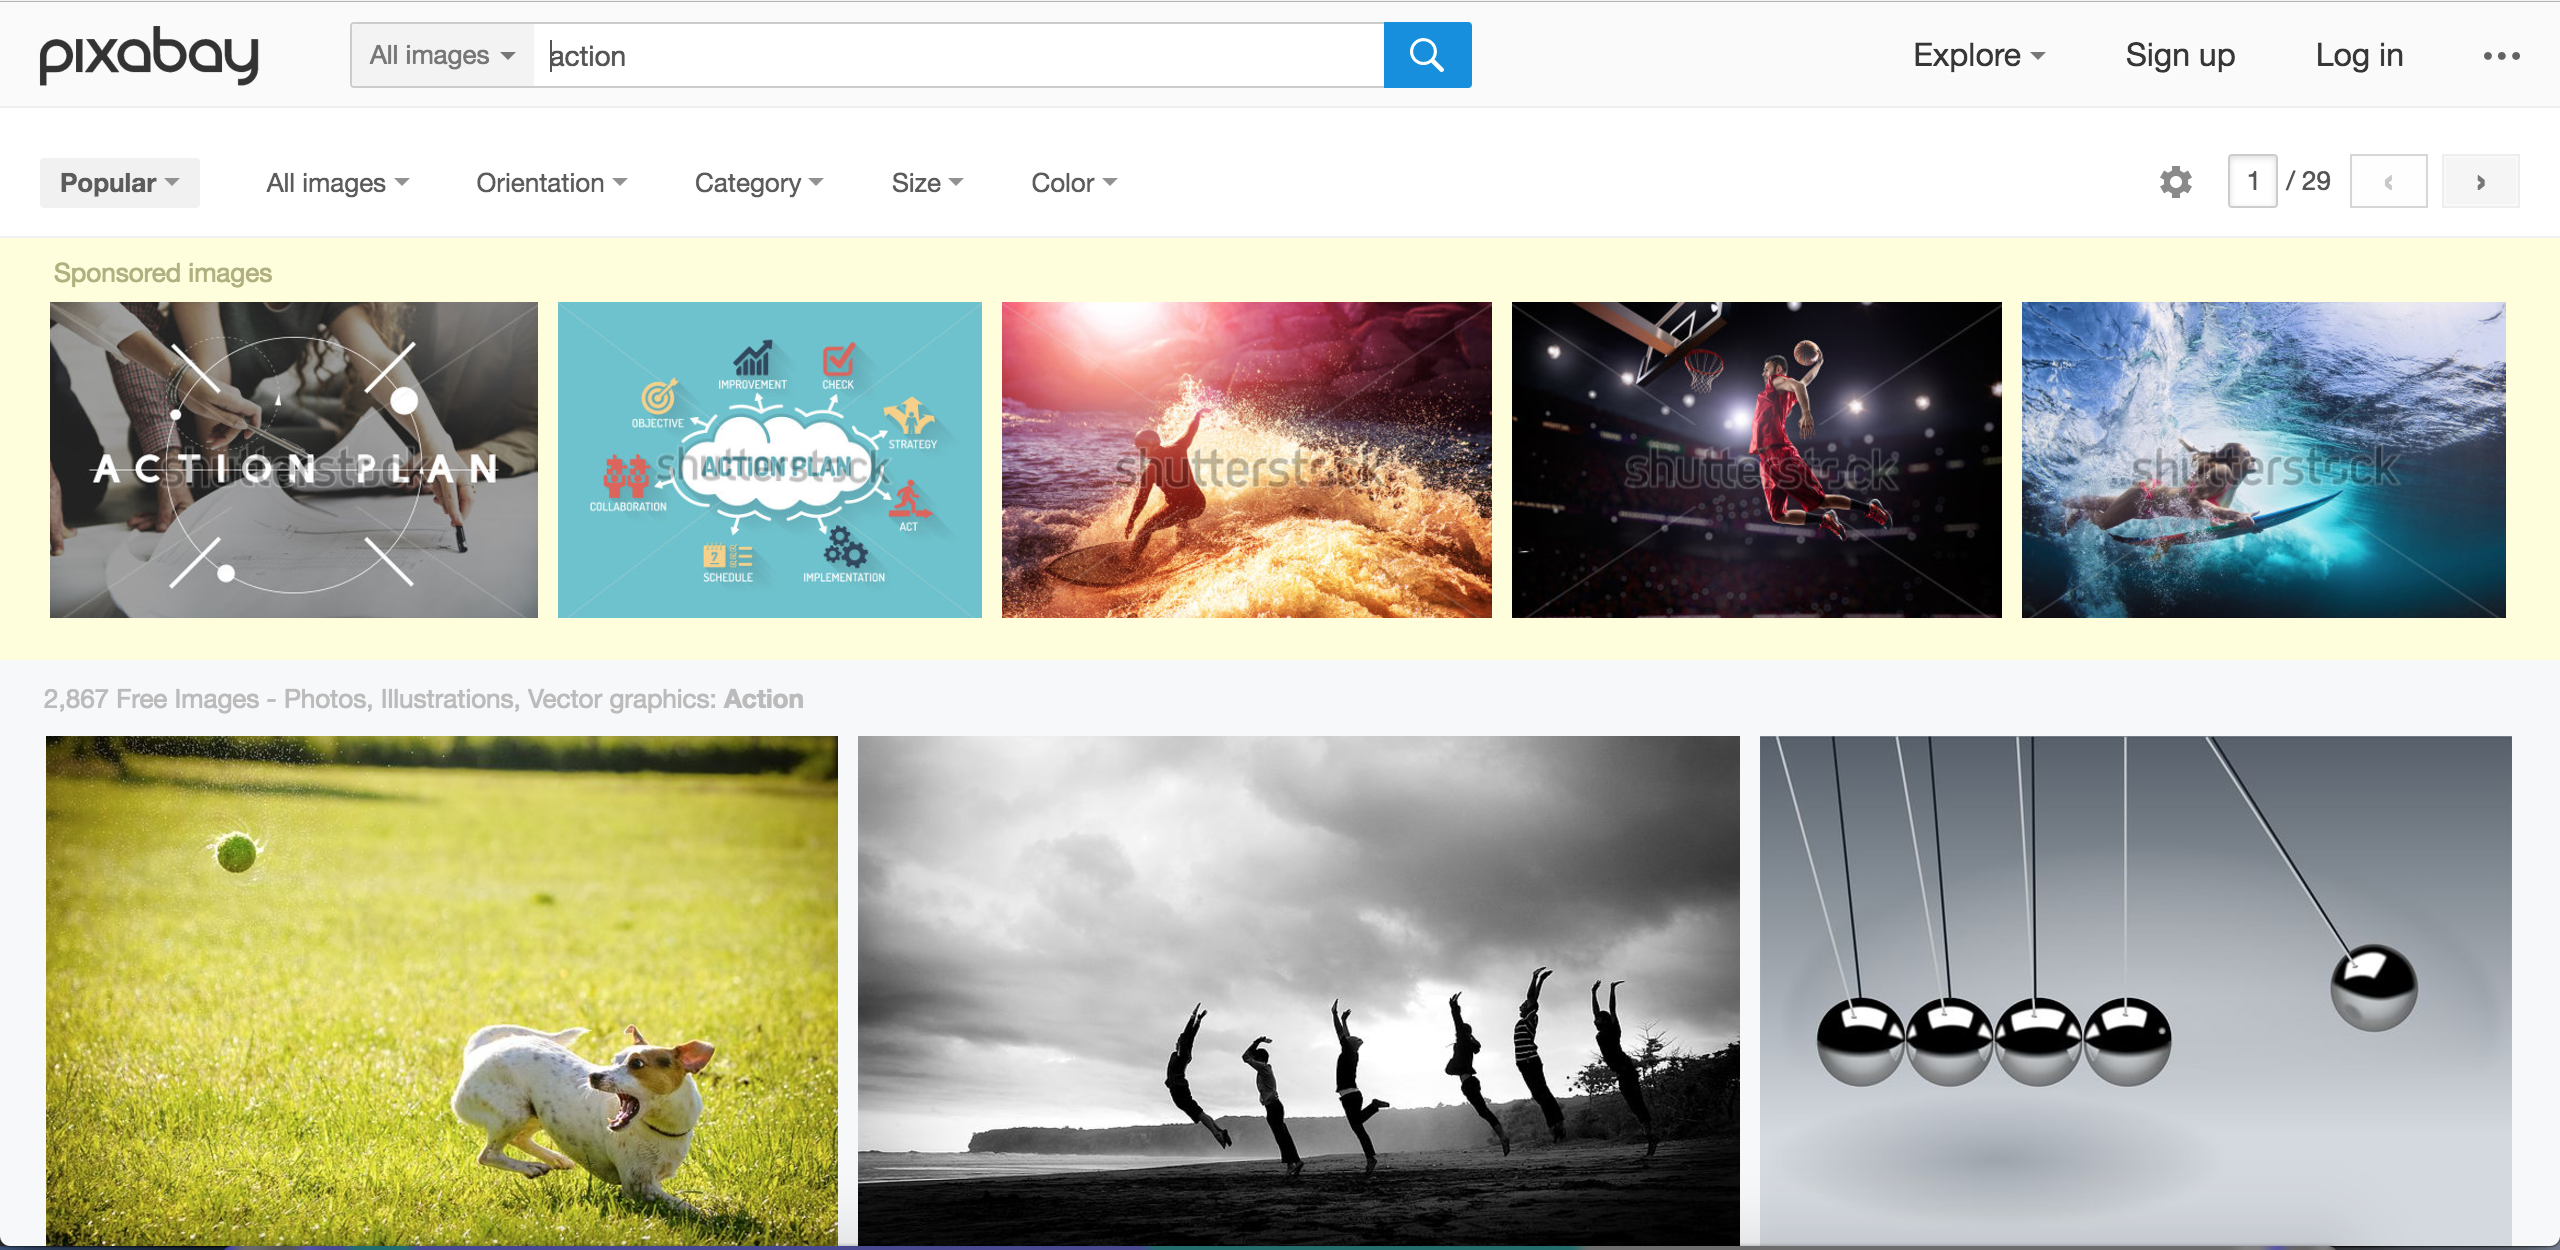 pixabay
All images
action
Explore
Sign up
Log in
Popular
All images
Orientation
Category
Size
Color
1 / 29
Sponsored images
ACTION PLAN
shutterstock
IMPROVEMENT
CHECK
OBJECTIVE
STRATEGY
ACTION PLAN
shutterstock
COLLABORATION
ACT
7
SCHEDULE
IMPLEMENTATION
shutterstock
shutterstock
shutterstock
2,867 Free Images - Photos, Illustrations, Vector graphics: Action